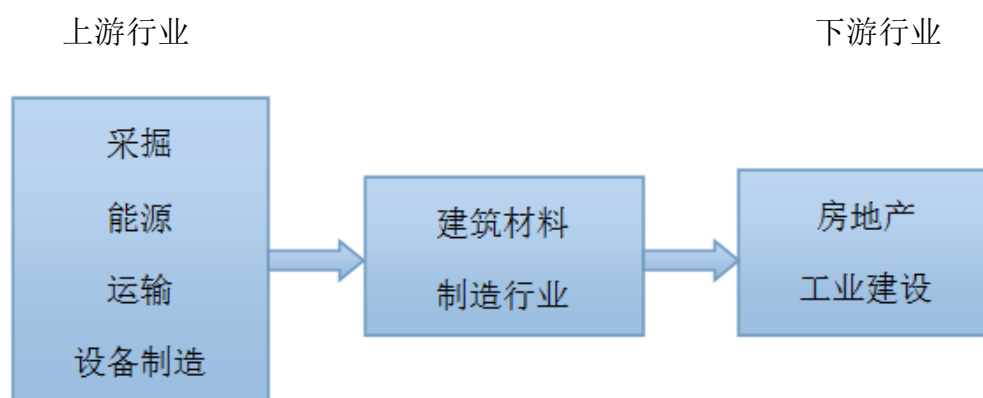 上游行业
下游行业
采掘
能源
运输
设备制造
建筑材料
制造行业
房地产
工业建设